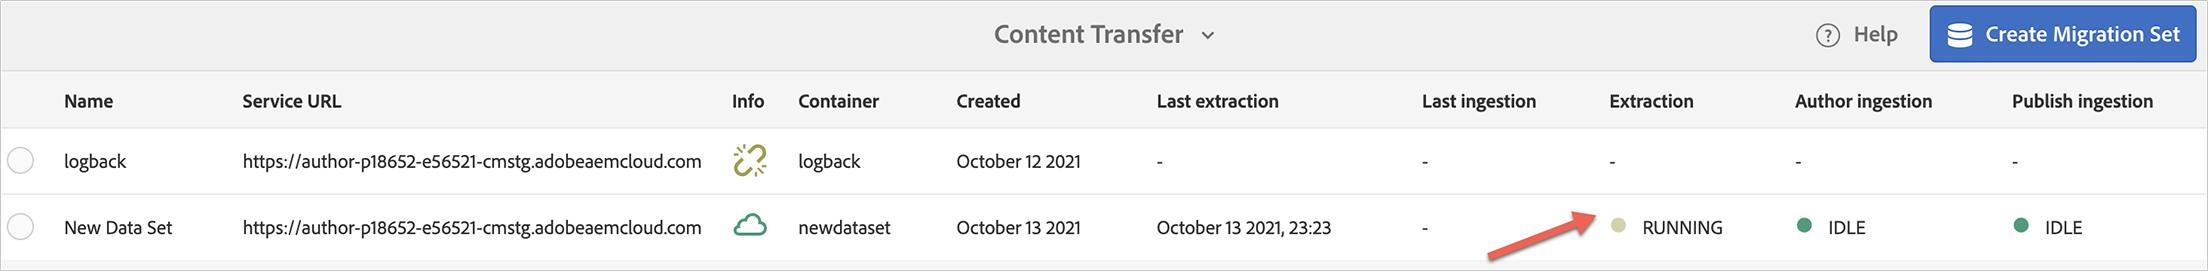 Content Transfer
? Help
Create Migration Set
Name Service URL Info Container Created Last extraction Last ingestion Extraction Author ingestion Publish ingestion
logback https://author-p18652-e56521-cmstg.adobeaemcloud.com logback October 12 2021 - - - - -
New Data Set https://author-p18652-e56521-cmstg.adobeaemcloud.com newdataset October 13 2021 October 13 2021, 23:23 - RUNNING IDLE IDLE